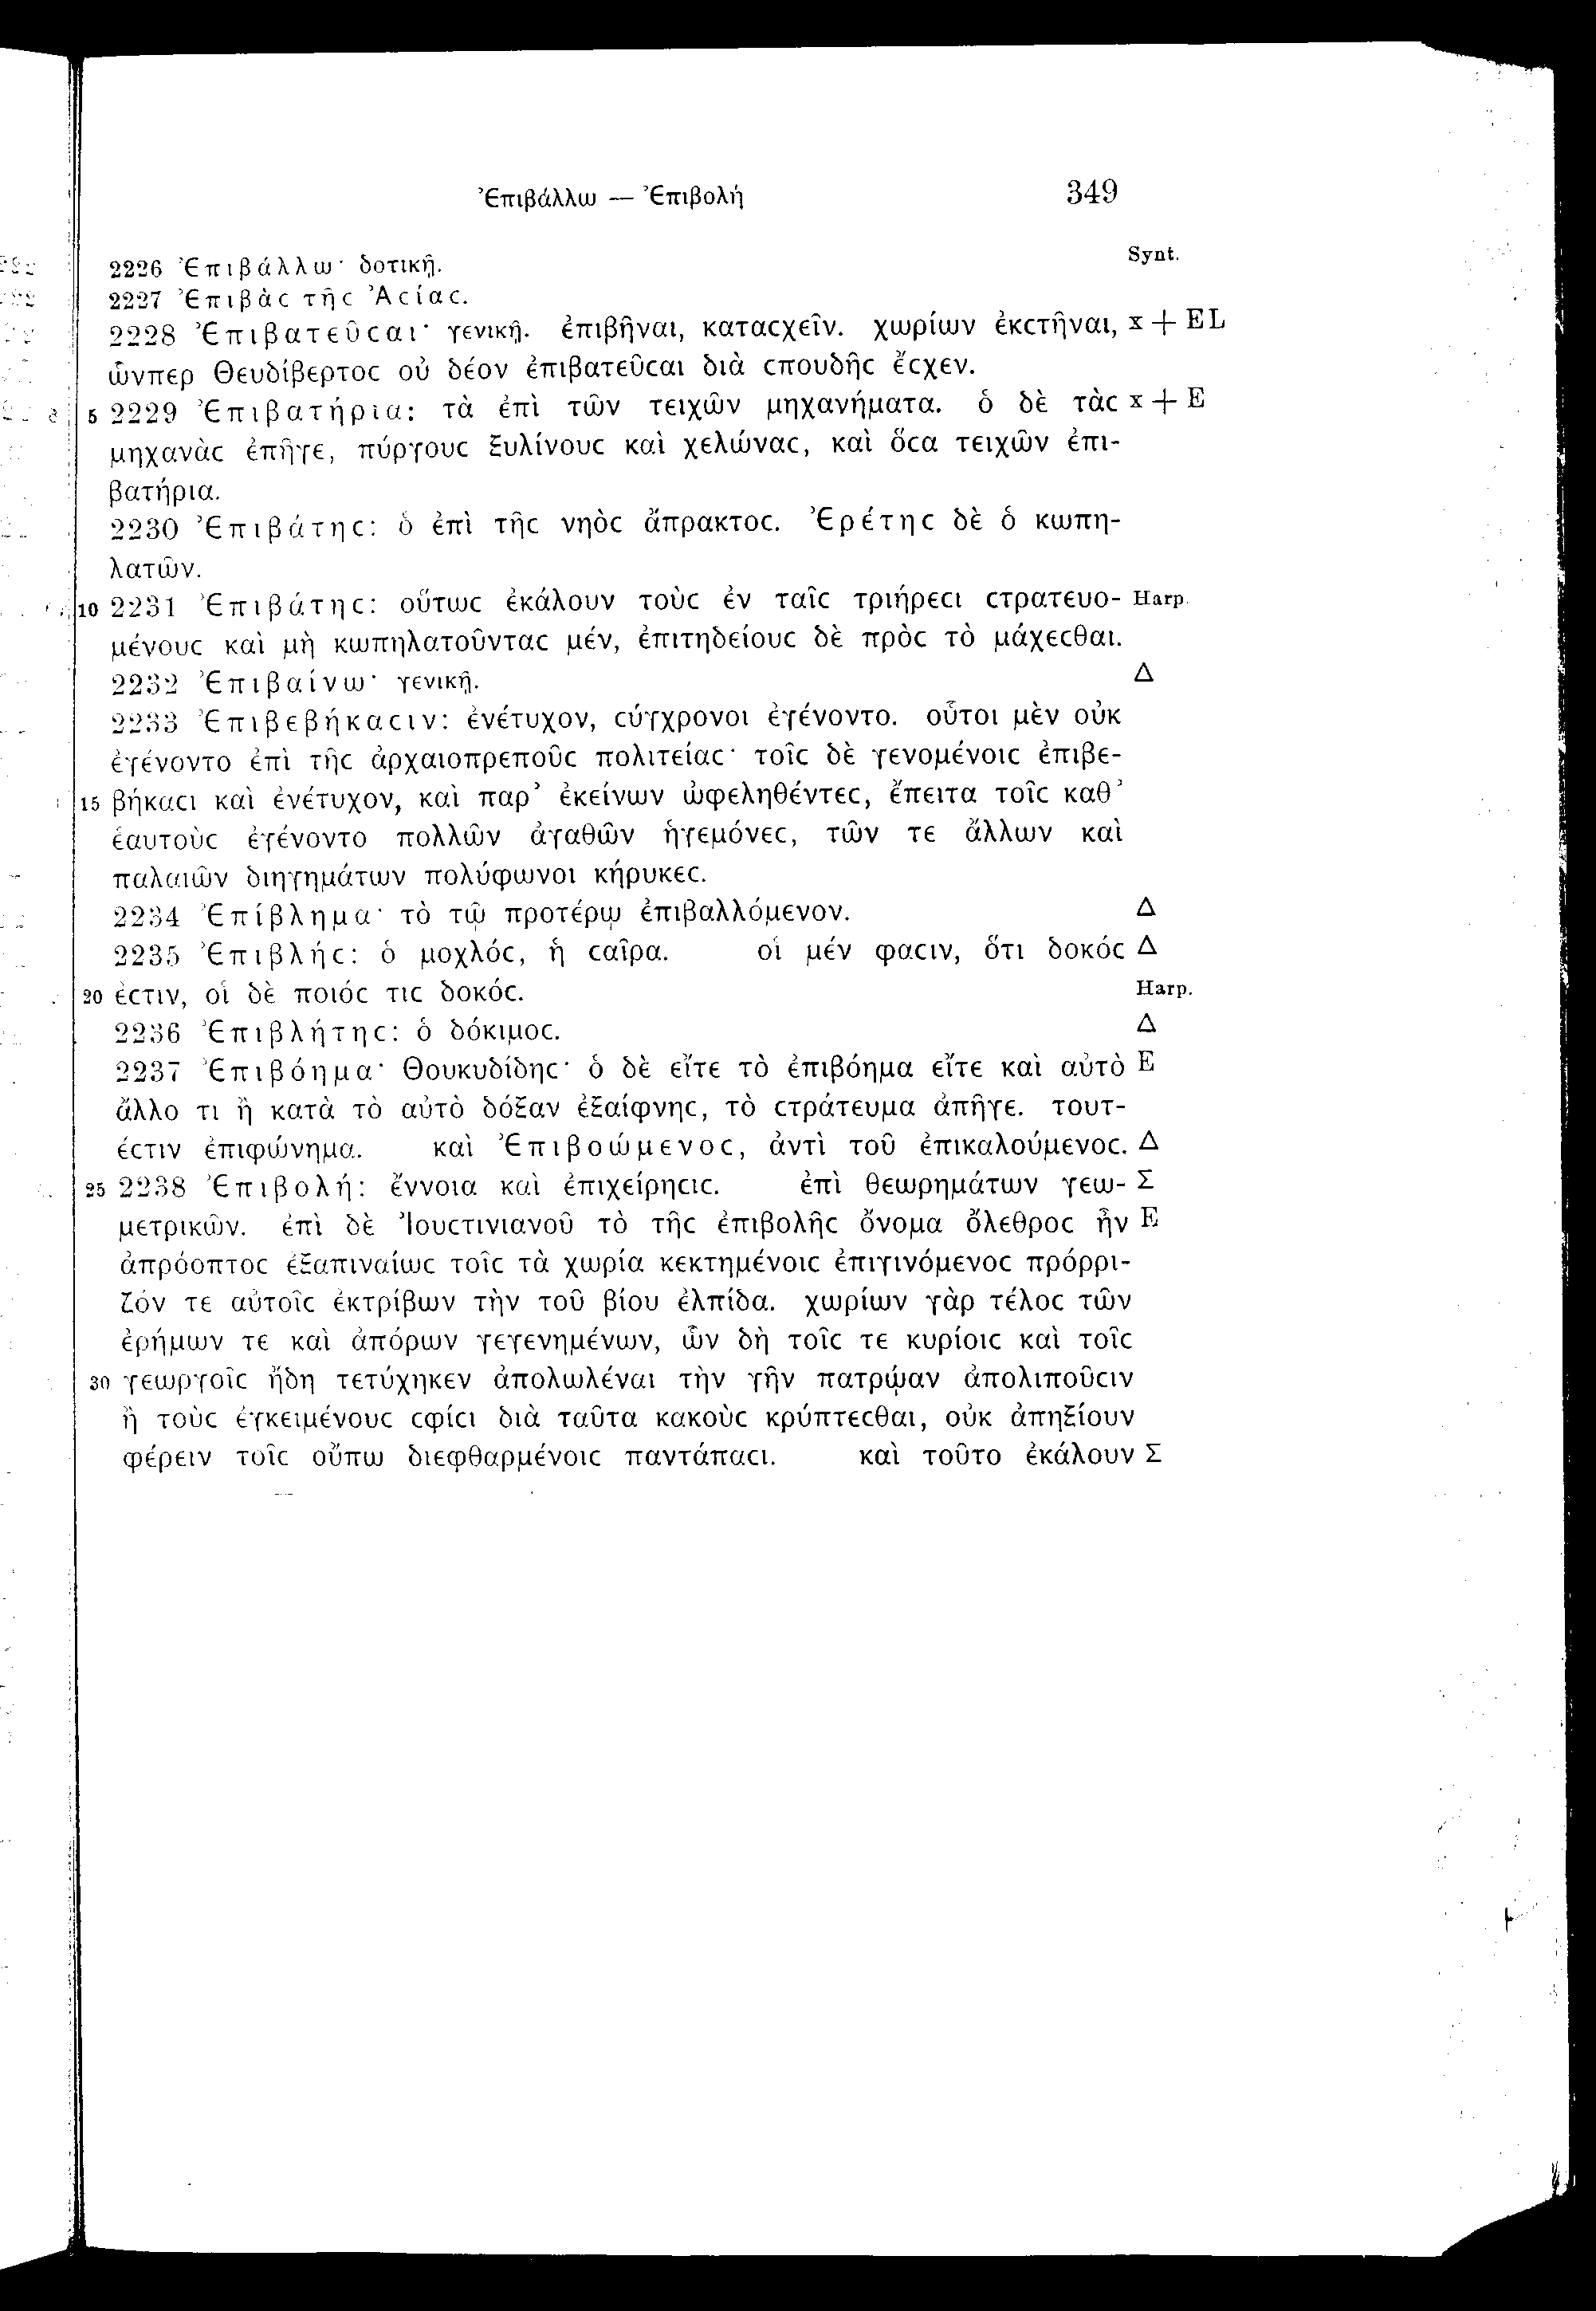 Ἐπιβάλλω — Ἐπιβολή 349
2226 Ἐπιβάλλω· δοτικῇ. Synt.
2227 Ἐπιβὰϲ τῆϲ Ἀϲίαϲ.
2228 Ἐπιβατεῦϲαι· γενικῇ. ἐπιβῆναι, καταϲχεῖν. χωρίων ἐκϲτῆναι, x + EL
ὧνπερ Θευδίβερτοϲ οὐ δέον ἐπιβατεῦϲαι διὰ ϲπουδῆϲ ἔϲχεν.
5 2229 Ἐπιβατήρια: τὰ ἐπὶ τῶν τειχῶν μηχανήματα. ὁ δὲ τὰϲ x + E
μηχανὰϲ ἐπῆγε, πύργουϲ ξυλίνουϲ καὶ χελώναϲ, καὶ ὅϲα τειχῶν ἐπι-
βατήρια.
2230 Ἐπιβάτηϲ: ὁ ἐπὶ τῆϲ νηὸϲ ἄπρακτοϲ. Ἐρέτηϲ δὲ ὁ κωπη-
λατῶν.
10 2231 Ἐπιβάτηϲ: οὕτωϲ ἐκάλουν τοὺϲ ἐν ταῖϲ τριήρεϲι ϲτρατευο- Harp.
μένουϲ καὶ μὴ κωπηλατοῦνταϲ μέν, ἐπιτηδείουϲ δὲ πρὸϲ τὸ μάχεϲθαι.
2232 Ἐπιβαίνω· γενικῇ. Δ
2233 Ἐπιβεβήκαϲιν: ἐνέτυχον, ϲύγχρονοι ἐγένοντο. οὗτοι μὲν οὐκ
ἐγένοντο ἐπὶ τῆϲ ἀρχαιοπρεποῦϲ πολιτείαϲ· τοῖϲ δὲ γενομένοιϲ ἐπιβε-
15 βήκαϲι καὶ ἐνέτυχον, καὶ παρ’ ἐκείνων ὠφεληθέντεϲ, ἔπειτα τοῖϲ καθ’
ἑαυτοὺϲ ἐγένοντο πολλῶν ἀγαθῶν ἡγεμόνεϲ, τῶν τε ἄλλων καὶ
παλαιῶν διηγημάτων πολύφωνοι κήρυκεϲ.
2234 Ἐπίβλημα· τὸ τῷ προτέρῳ ἐπιβαλλόμενον. Δ
2235 Ἐπιβλήϲ: ὁ μοχλόϲ, ἡ ϲαῖρα. οἱ μέν φαϲιν, ὅτι δοκόϲ Δ
20 ἐϲτιν, οἱ δὲ ποιόϲ τιϲ δοκόϲ. Harp.
2236 Ἐπιβλήτηϲ: ὁ δόκιμοϲ. Δ
2237 Ἐπιβόημα· Θουκυδίδηϲ· ὁ δὲ εἴτε τὸ ἐπιβόημα εἴτε καὶ αὐτὸ E
ἄλλο τι ἢ κατὰ τὸ αὐτὸ δόξαν ἐξαίφνηϲ, τὸ ϲτράτευμα ἀπῆγε. τουτ-
έϲτιν ἐπιφώνημα. καὶ Ἐπιβοώμενοϲ, ἀντὶ τοῦ ἐπικαλούμενοϲ. Δ
25 2238 Ἐπιβολή: ἔννοια καὶ ἐπιχείρηϲιϲ. ἐπὶ θεωρημάτων γεω- Σ
μετρικῶν. ἐπὶ δὲ Ἰουϲτινιανοῦ τὸ τῆϲ ἐπιβολῆϲ ὄνομα ὄλεθροϲ ἦν E
ἀπρόοπτοϲ ἐξαπιναίωϲ τοῖϲ τὰ χωρία κεκτημένοιϲ ἐπιγινόμενοϲ πρόρρι-
ζόν τε αὐτοῖϲ ἐκτρίβων τὴν τοῦ βίου ἐλπίδα. χωρίων γὰρ τέλοϲ τῶν
ἐρήμων τε καὶ ἀπόρων γεγενημένων, ὧν δὴ τοῖϲ τε κυρίοιϲ καὶ τοῖϲ
30 γεωργοῖϲ ἤδη τετύχηκεν ἀπολωλέναι τὴν γῆν πατρῴαν ἀπολιποῦϲιν
ἢ τοὺϲ ἐγκειμένουϲ ϲφίϲι διὰ ταῦτα κακοὺϲ κρύπτεϲθαι, οὐκ ἀπηξίουν
φέρειν τοῖϲ οὔπω διεφθαρμένοιϲ παντάπαϲι. καὶ τοῦτο ἐκάλουν Σ